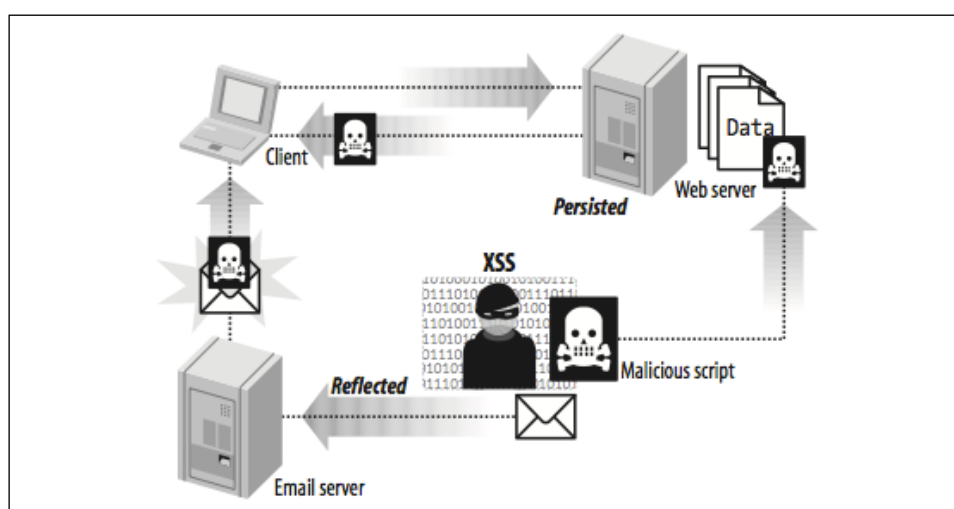 Client
Data
Web server
Persisted
XSS
Malicious script
Reflected
Email server